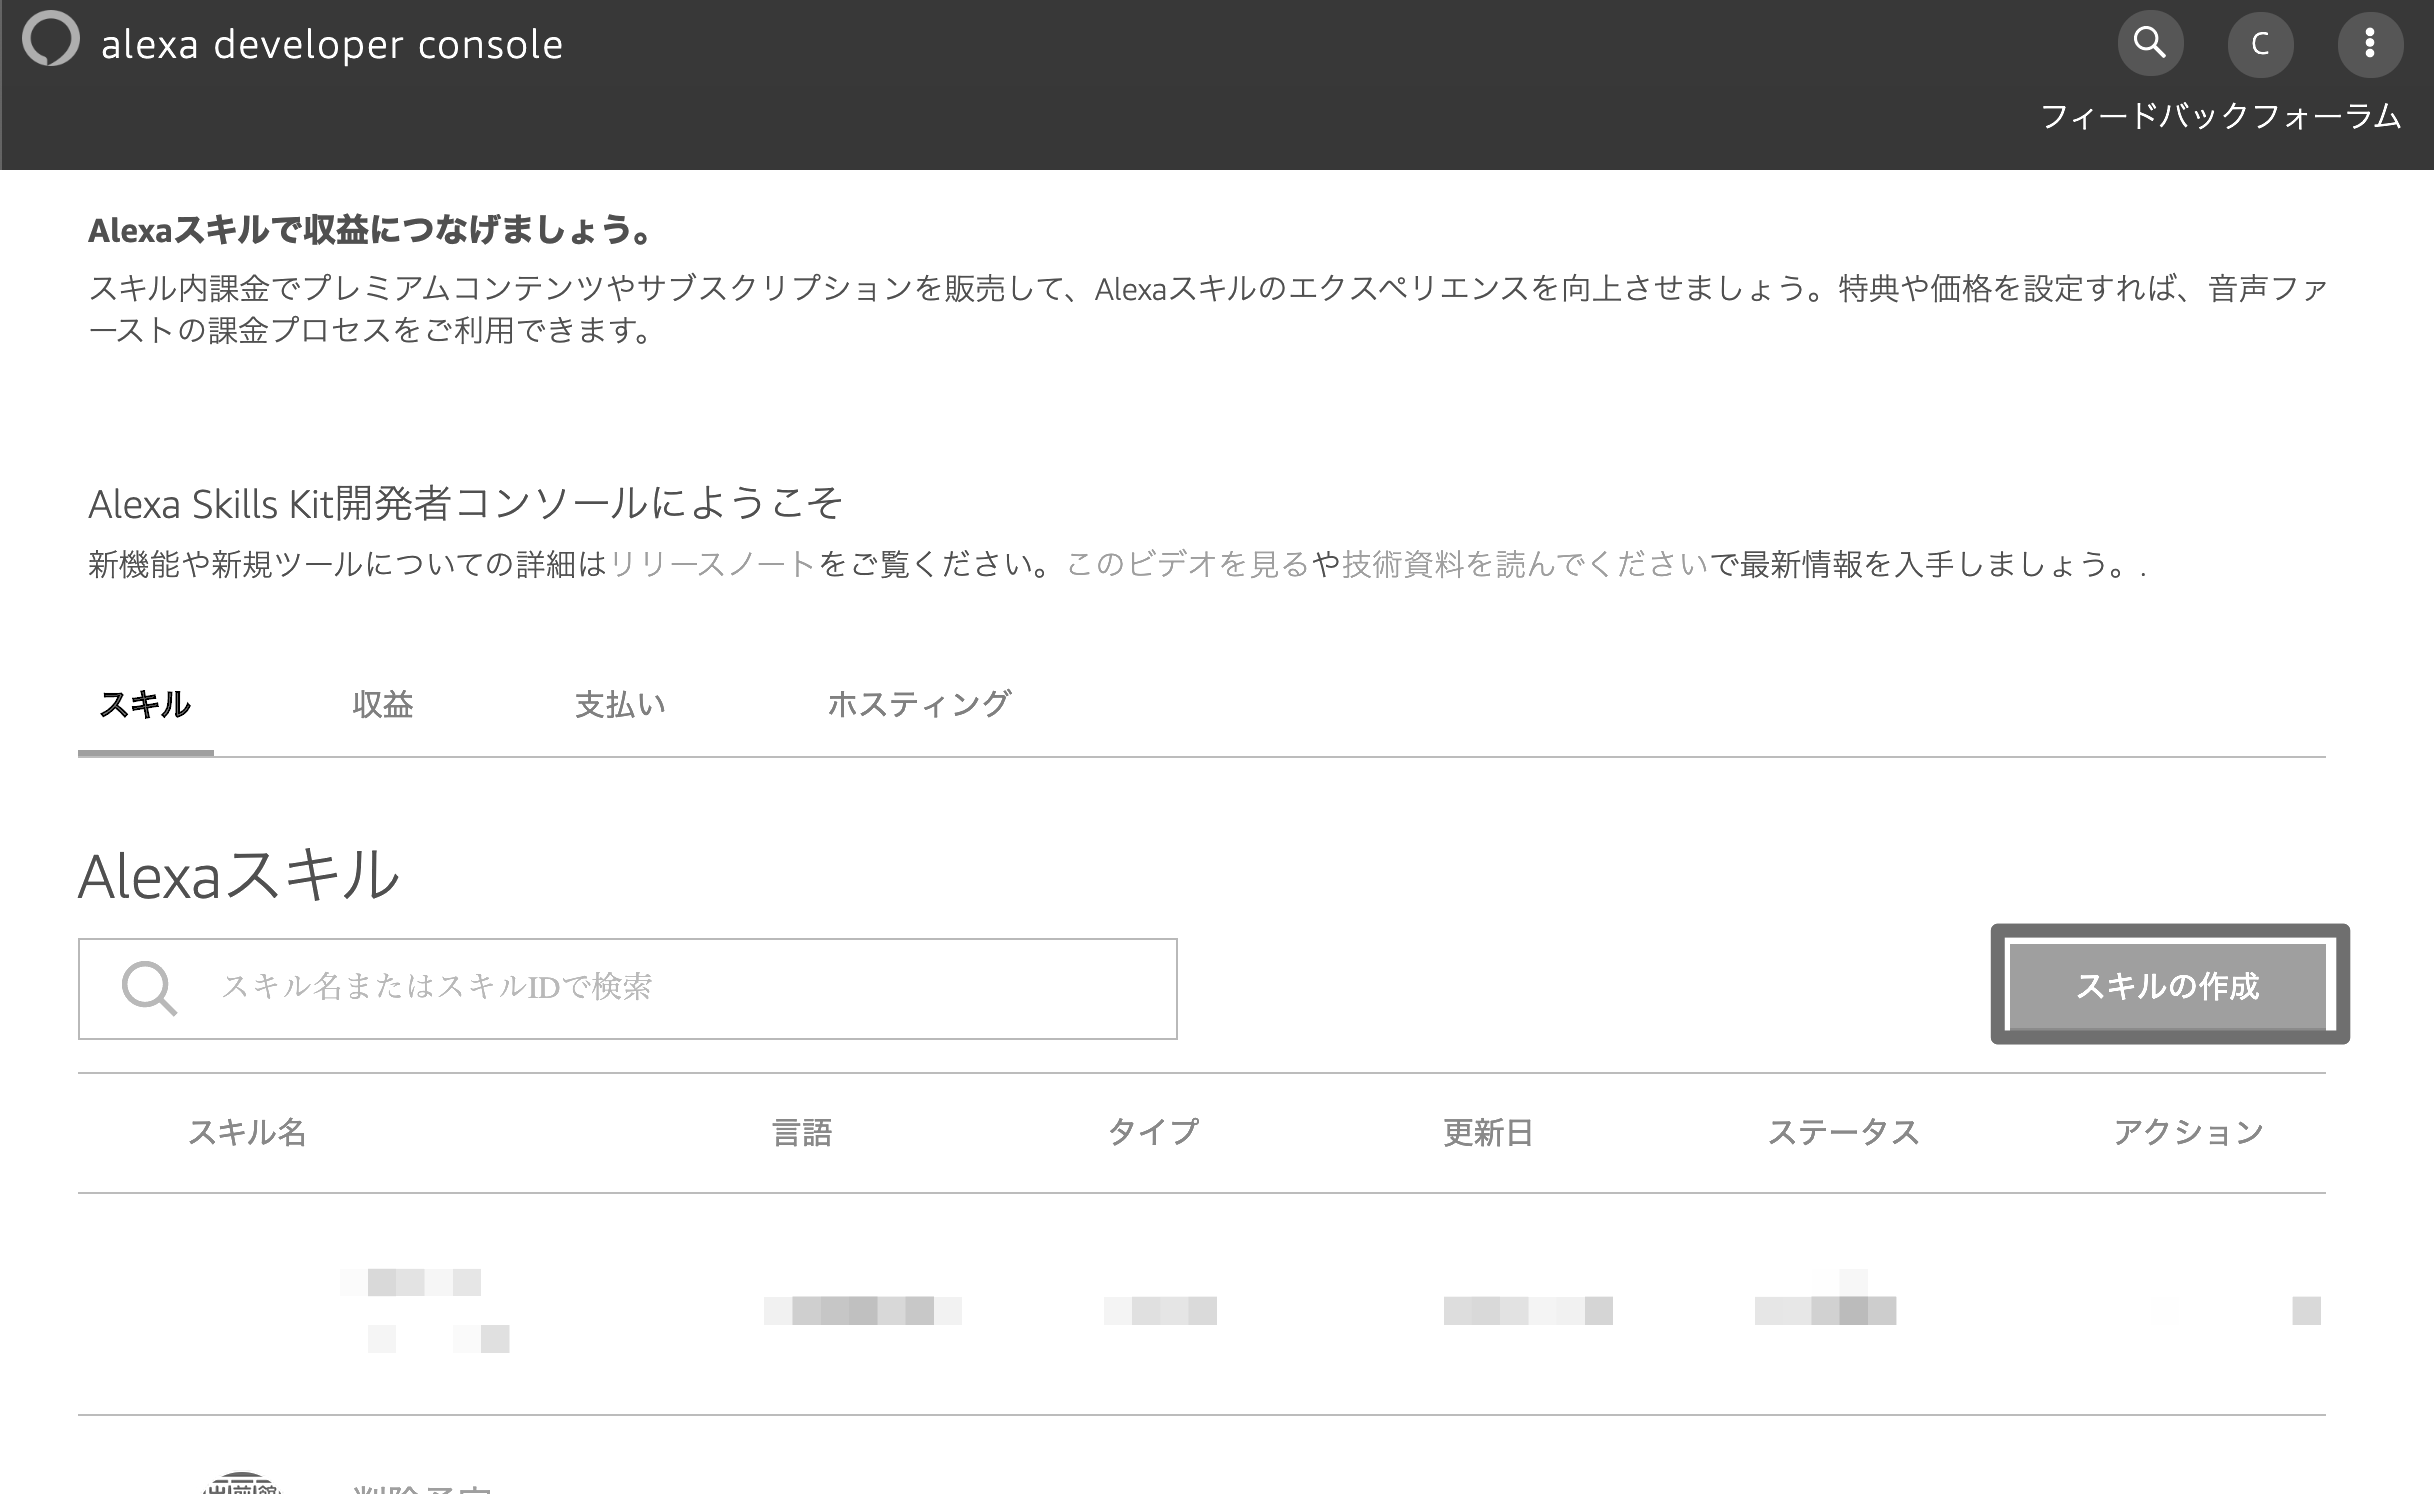 alexa developer console
C
フィードバックフォーラム
Alexaスキルで収益につなげましょう。
スキル内課金でプレミアムコンテンツやサブスクリプションを販売して、Alexaスキルのエクスペリエンスを向上させましょう。特典や価格を設定すれば、音声ファ
ーストの課金プロセスをご利用できます。
Alexa Skills Kit開発者コンソールにようこそ
新機能や新規ツールについての詳細はリリースノートをご覧ください。このビデオを見るや技術資料を読んでくださいで最新情報を入手しましょう。.
スキル 収益 支払い ホスティング
Alexaスキル
スキル名またはスキルIDで検索
スキルの作成
スキル名 言語 タイプ 更新日 ステータス アクション